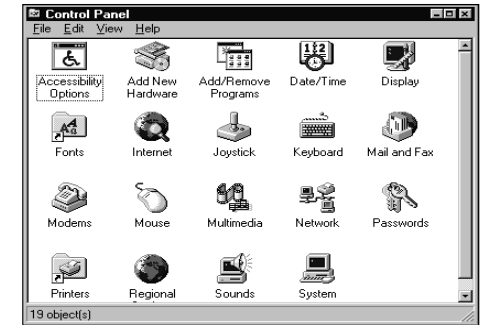 Control Panel
File Edit View Help
Accessibility Options
Add New Hardware
Add/Remove Programs
Date/Time
Display
Fonts
Internet
Joystick
Keyboard
Mail and Fax
Modems
Mouse
Multimedia
Network
Passwords
Printers
Regional
Sounds
System
19 object(s)